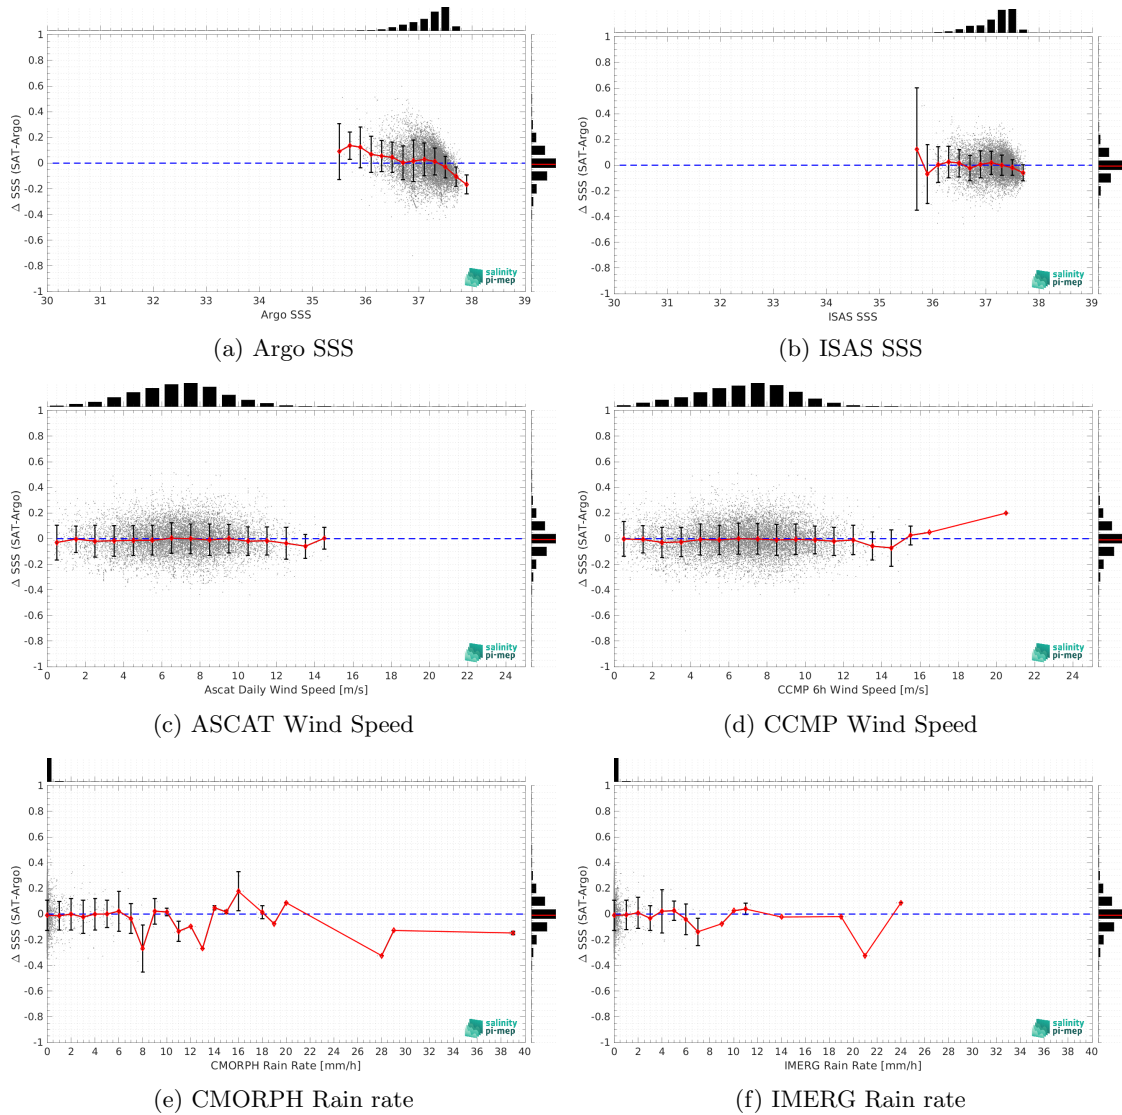 1
0.8
0.6
0.4
0.2
0
-0.2
-0.4
-0.6
-0.8
-1
Δ SSS (SAT-Argo)
30 31 32 33 34 35 36 37 38 39
Argo SSS
salinity
pi-mep
(a) Argo SSS
1
0.8
0.6
0.4
0.2
0
-0.2
-0.4
-0.6
-0.8
-1
Δ SSS (SAT-Argo)
30 31 32 33 34 35 36 37 38 39
ISAS SSS
salinity
pi-mep
(b) ISAS SSS
1
0.8
0.6
0.4
0.2
0
-0.2
-0.4
-0.6
-0.8
-1
Δ SSS (SAT-Argo)
0 2 4 6 8 10 12 14 16 18 20 22 24
Ascat Daily Wind Speed [m/s]
salinity
pi-mep
(c) ASCAT Wind Speed
1
0.8
0.6
0.4
0.2
0
-0.2
-0.4
-0.6
-0.8
-1
Δ SSS (SAT-Argo)
0 2 4 6 8 10 12 14 16 18 20 22 24
CCMP 6h Wind Speed [m/s]
salinity
pi-mep
(d) CCMP Wind Speed
1
0.8
0.6
0.4
0.2
0
-0.2
-0.4
-0.6
-0.8
-1
Δ SSS (SAT-Argo)
0 2 4 6 8 10 12 14 16 18 20 22 24 26 28 30 32 34 36 38 40
CMORPH Rain Rate [mm/h]
salinity
pi-mep
(e) CMORPH Rain rate
1
0.8
0.6
0.4
0.2
0
-0.2
-0.4
-0.6
-0.8
-1
Δ SSS (SAT-Argo)
0 2 4 6 8 10 12 14 16 18 20 22 24 26 28 30 32 34 36 38 40
IMERG Rain Rate [mm/h]
salinity
pi-mep
(f) IMERG Rain rate